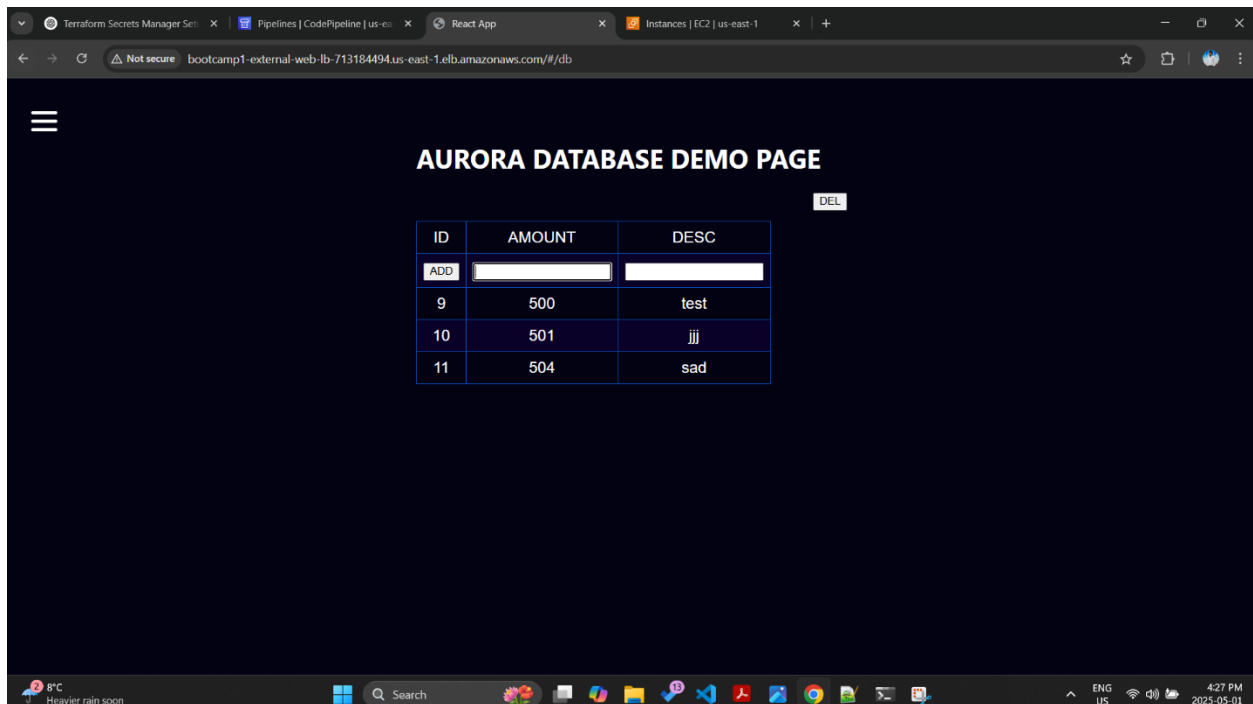 Terraform Secrets Manager Set
Pipelines | CodePipeline | us-ea
React App
Instances | EC2 | us-east-1
Not secure
bootcamp1-external-web-lb-713184494.us-east-1.elb.amazonaws.com/#/db
AURORA DATABASE DEMO PAGE
DEL
ID AMOUNT DESC
ADD
9 500 test
10 501 jjj
11 504 sad
2
8°C
Heavier rain soon
Search
13
ENG
US
4:27 PM
2025-05-01